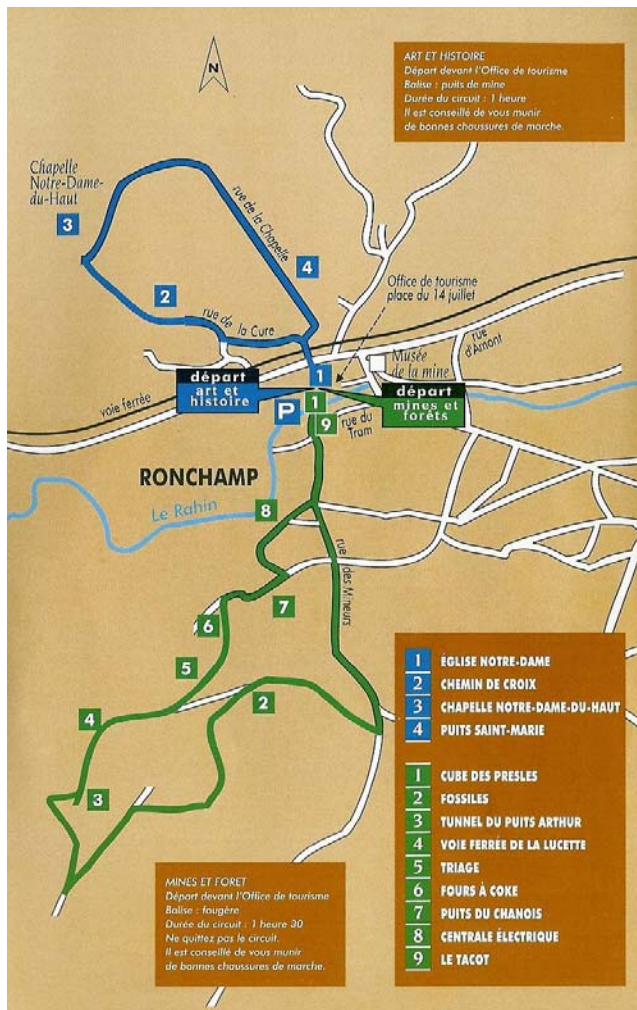 ART ET HISTOIRE
Départ devant l'Office de tourisme
Balise : puits de mine
Durée du circuit : 1 heure
Il est conseillé de vous munir
de bonnes chaussures de marche.
N
Chapelle
Notre-Dame-
du-Haut
3
rue de la Chapelle
4
2
rue de la Cure
Office de tourisme
place du 14 juillet
rue
d'Amont
Musée
de la mine
1
départ
art et
histoire
départ
mines et
forêts
voie ferrée
P
1
9
rue du
Tram
RONCHAMP
Le Rahin
8
rue des Mineurs
7
6
5
2
4
3
1 ÉGLISE NOTRE-DAME
2 CHEMIN DE CROIX
3 CHAPELLE NOTRE-DAME-DU-HAUT
4 PUITS SAINT-MARIE
1 CUBE DES PRESLES
2 FOSSILES
3 TUNNEL DU PUITS ARTHUR
4 VOIE FERRÉE DE LA LUCETTE
5 TRIAGE
6 FOURS À COKE
7 PUITS DU CHANOIS
8 CENTRALE ÉLECTRIQUE
9 LE TACOT
MINES ET FORET
Départ devant l'Office de tourisme
Balise : fougère
Durée du circuit : 1 heure 30
Ne quittez pas le circuit.
Il est conseillé de vous munir
de bonnes chaussures de marche.